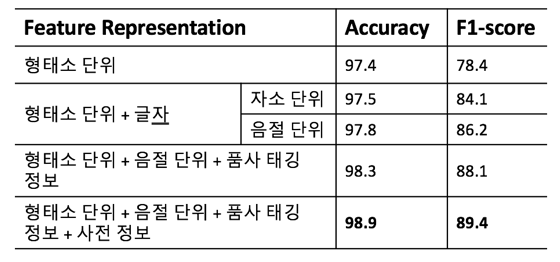 Feature Representation Accuracy F1-score
형태소 단위 97.4 78.4
형태소 단위 + 글자 자소 단위 97.5 84.1
음절 단위 97.8 86.2
형태소 단위 + 음절 단위 + 품사 태깅
정보 98.3 88.1
형태소 단위 + 음절 단위 + 품사 태깅
정보 + 사전 정보 98.9 89.4